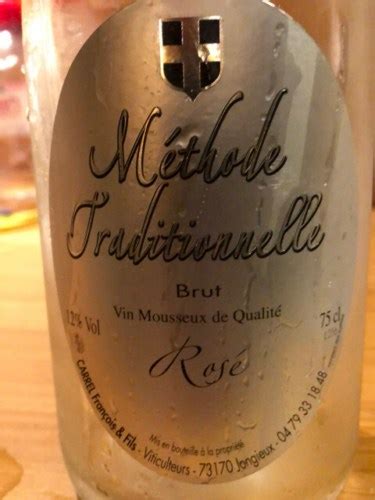 Méthode
Traditionnelle
Brut
Vin Mousseux de Qualité
12% Vol
75 cl
Rosé
Mis en bouteille à la propriété
CARREL François & Fils - Viticulteurs - 73170 Jongieux - 04 79 33 18 48